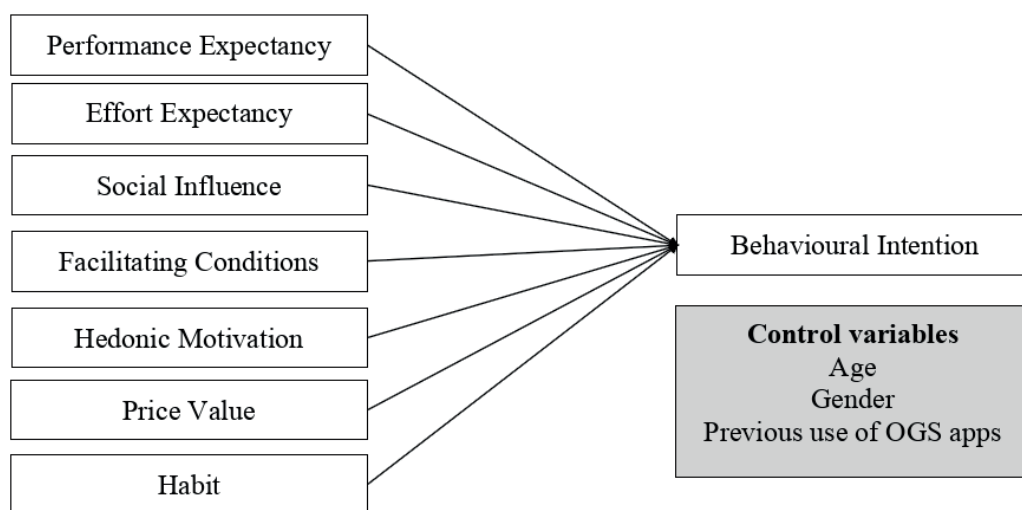 Performance Expectancy
Effort Expectancy
Social Influence
Facilitating Conditions
Hedonic Motivation
Price Value
Habit
Behavioural Intention
Control variables
Age
Gender
Previous use of OGS apps